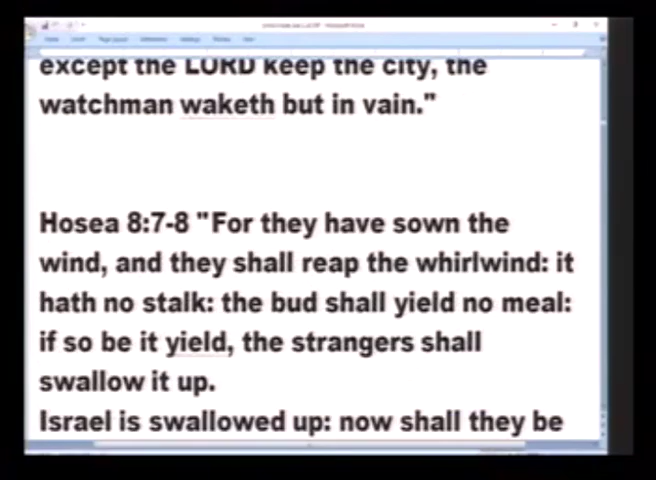 except the LORD keep the city, the
watchman waketh but in vain."
Hosea 8:7-8 "For they have sown the
wind, and they shall reap the whirlwind: it
hath no stalk: the bud shall yield no meal:
if so be it yield, the strangers shall
swallow it up.
Israel is swallowed up: now shall they be